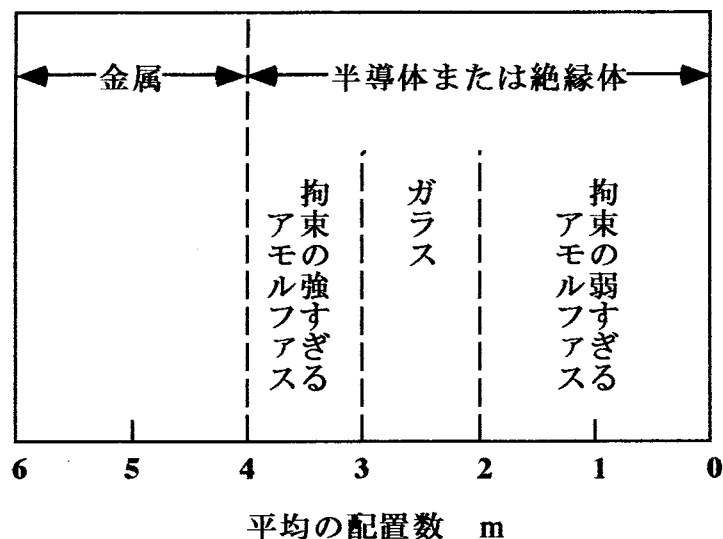 金属
半導体または絶縁体
拘束の強すぎる
アモルファス
ガラス
拘束の弱すぎる
アモルファス
6 5 4 3 2 1 0
平均の配置数 m